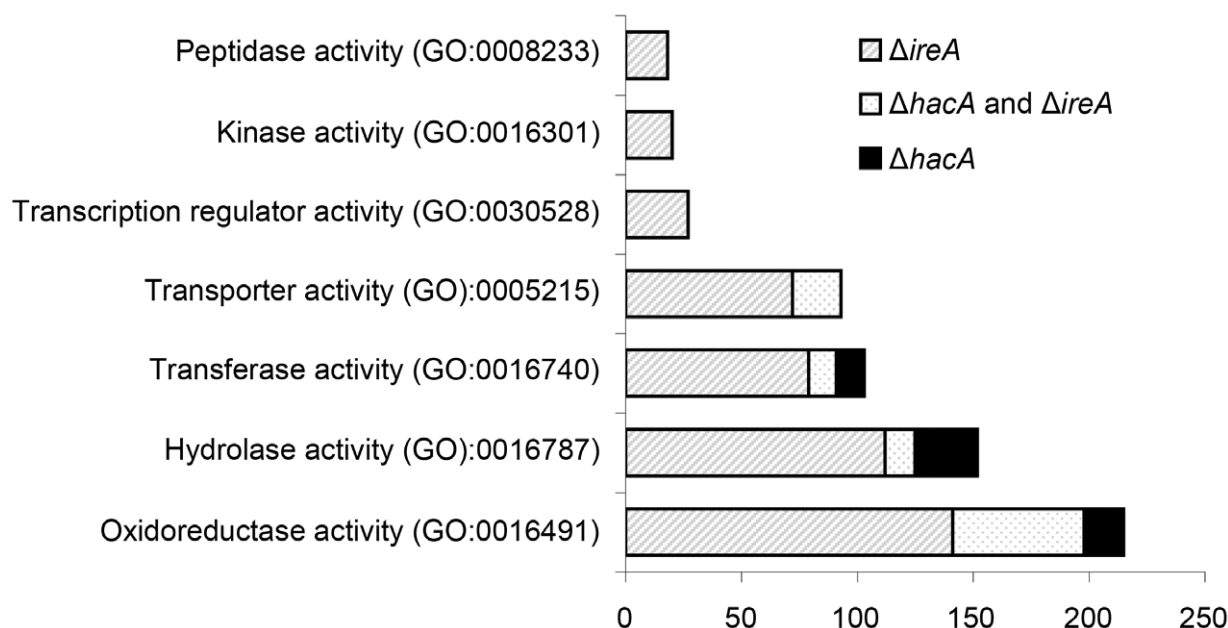 Peptidase activity (GO:0008233)
Kinase activity (GO:0016301)
Transcription regulator activity (GO:0030528)
Transporter activity (GO):0005215)
Transferase activity (GO:0016740)
Hydrolase activity (GO):0016787)
Oxidoreductase activity (GO:0016491)
ΔireA
ΔhacA and ΔireA
ΔhacA
0 50 100 150 200 250